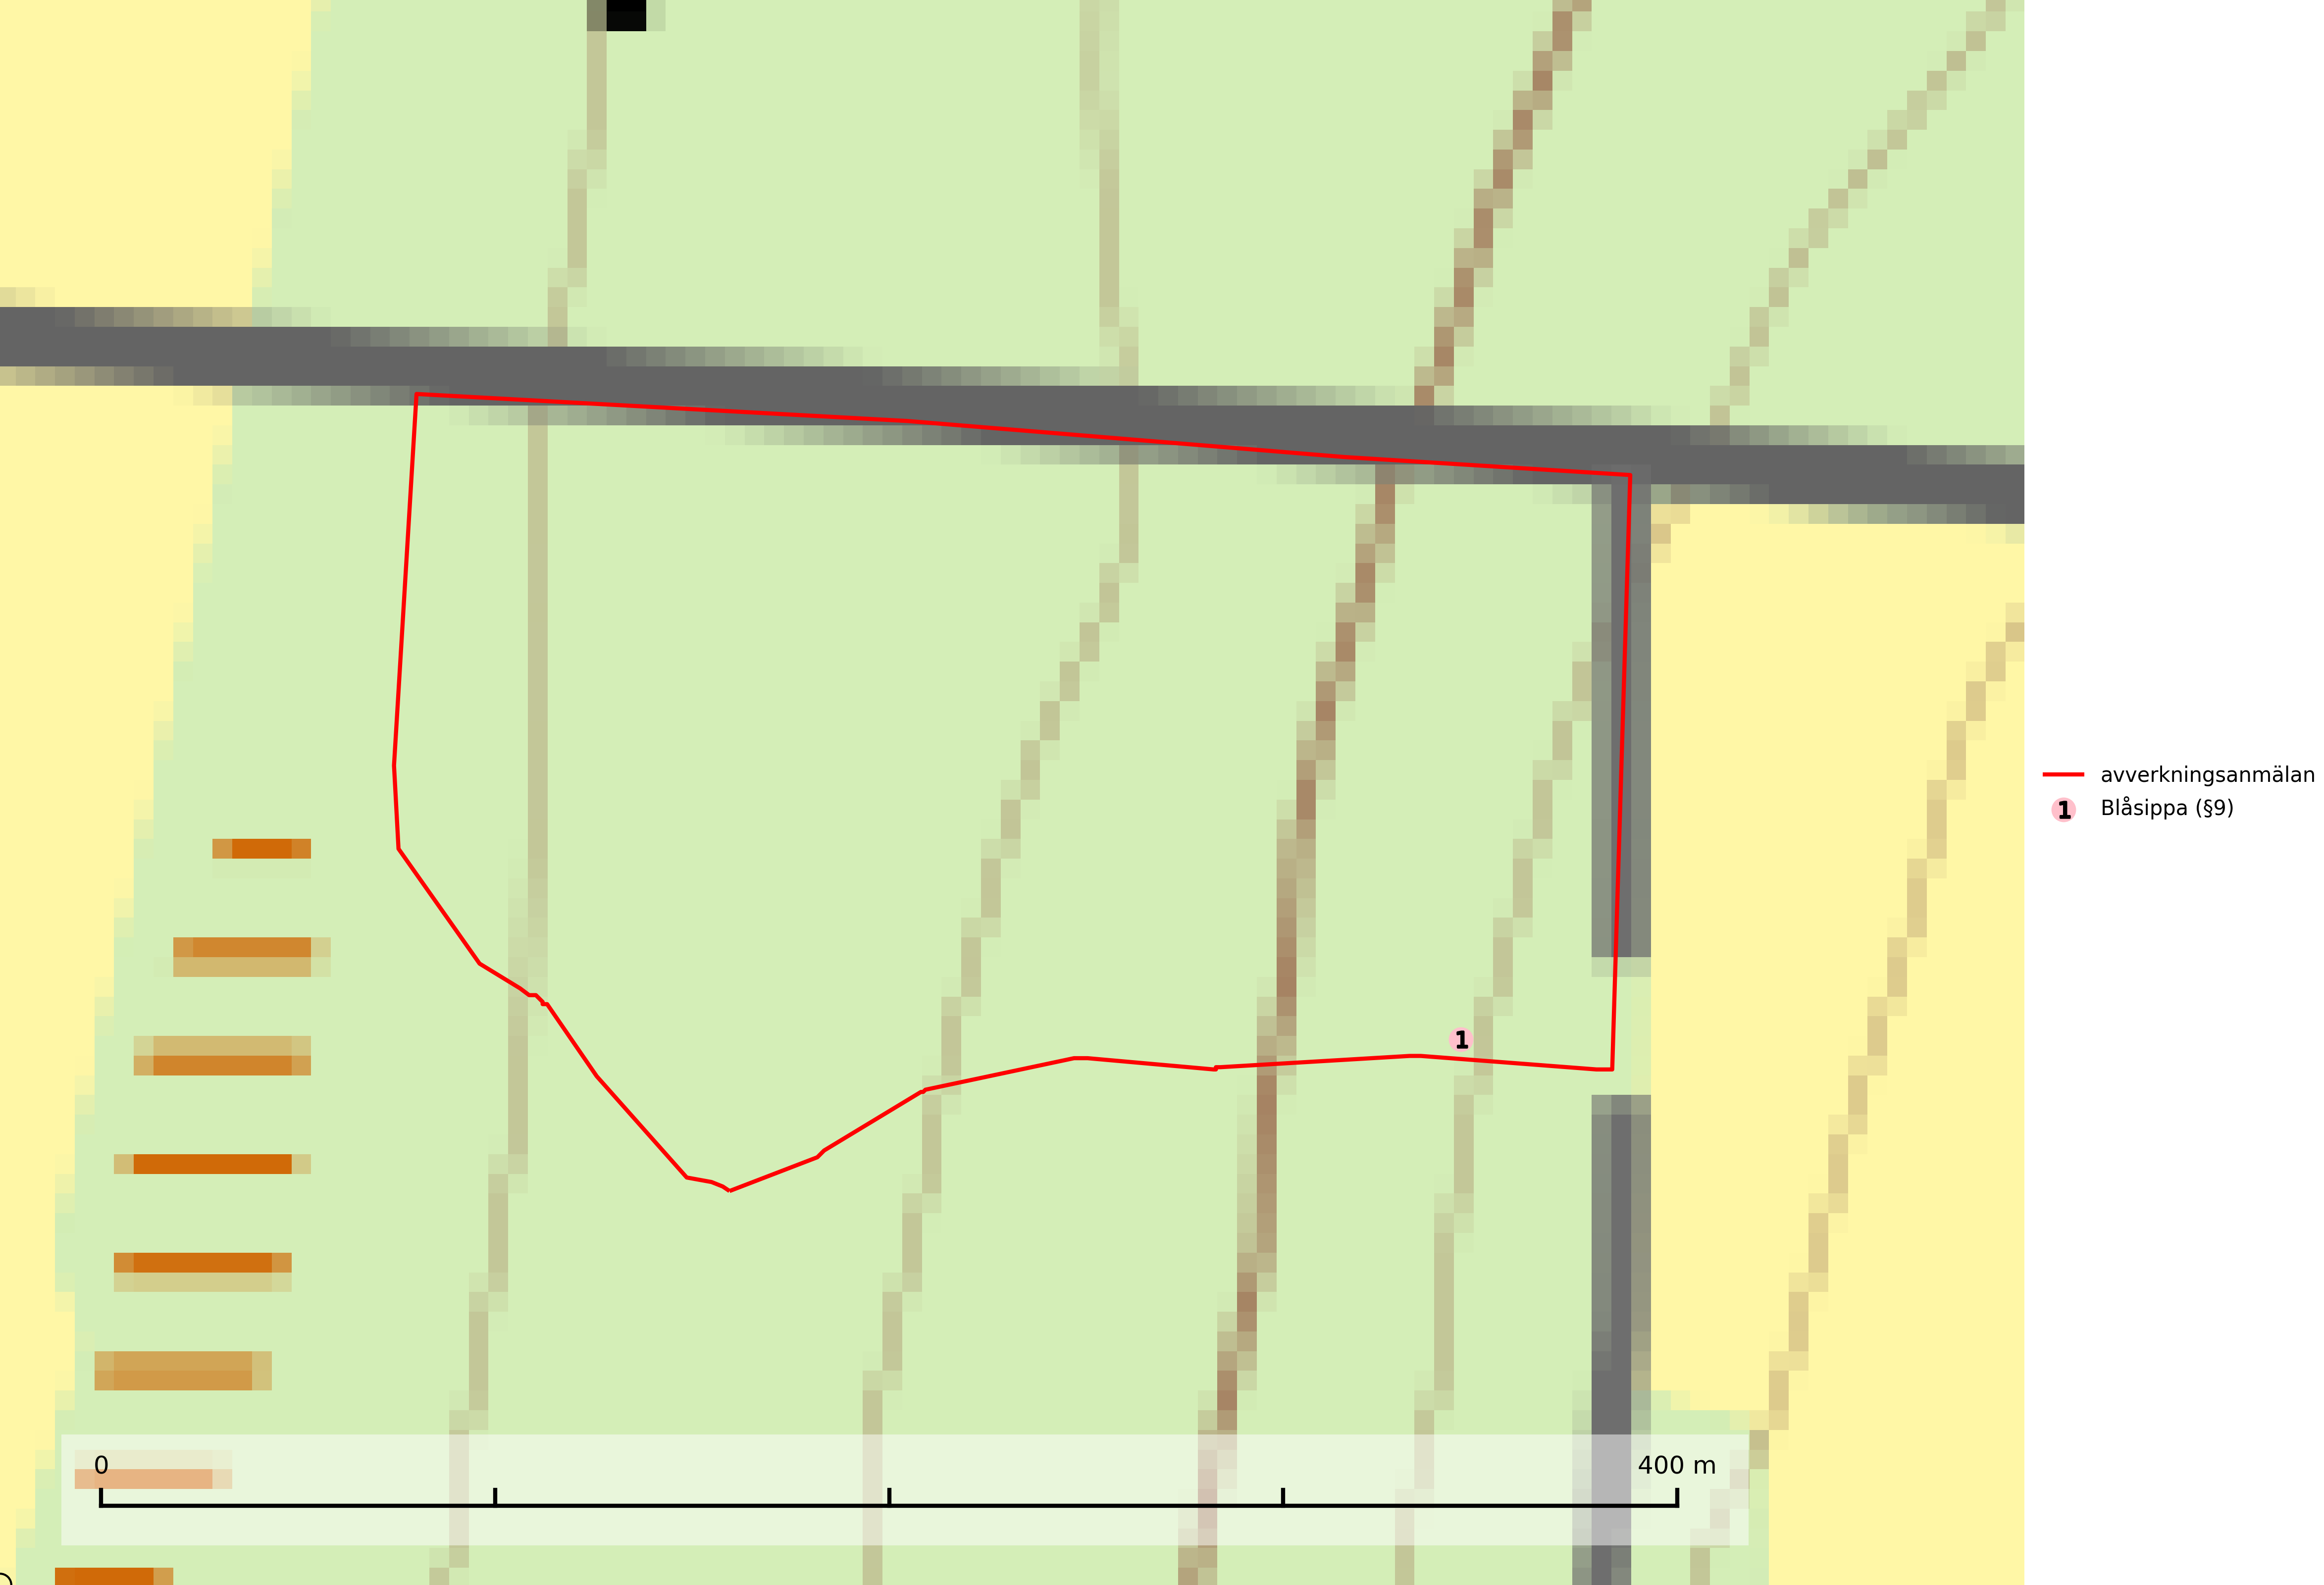 avverkningsanmälan
1 Blåsippa (§9)
1
0 400 m